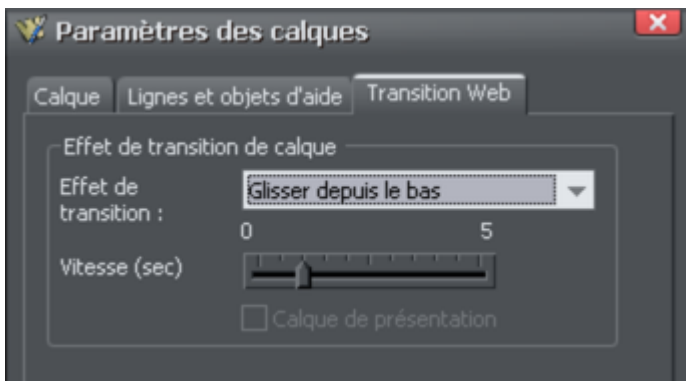 Paramètres des calques
Calque Lignes et objets d'aide Transition Web
Effet de transition de calque
Effet de transition :
Glisser depuis le bas
0 5
Vitesse (sec)
Calque de présentation